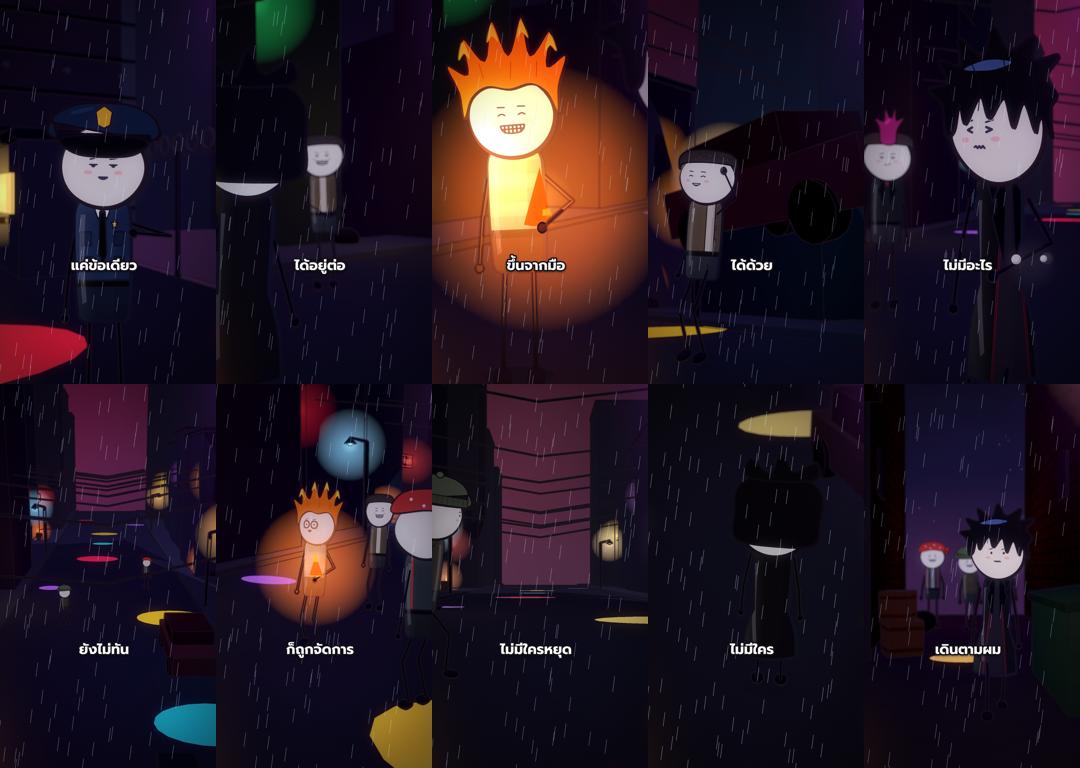 แค่ข้อเดียว
ได้อยู่ต่อ
ขึ้นจากมือ
ได้ด้วย
ไม่มีอะไร
ยังไม่ทัน
ก็ถูกจัดการ
ไม่มีใครหยุด
ไม่มีใคร
เดินตามผม